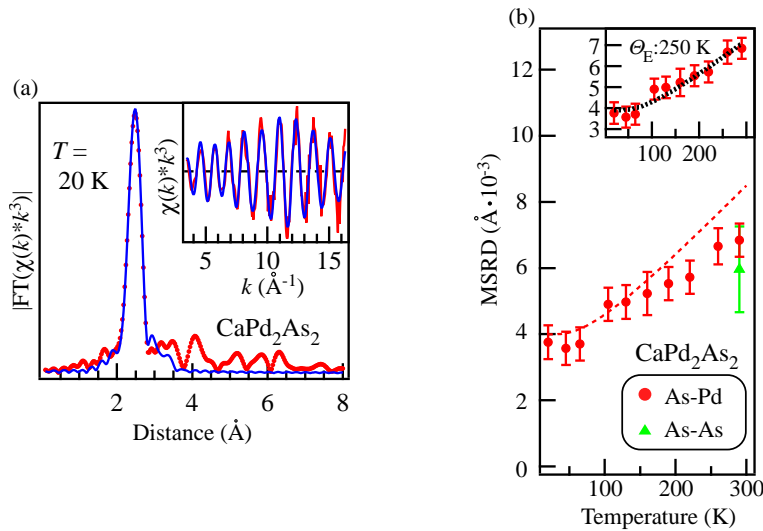 (a)
T =
20 K
|FT(χ(k)*k³)|
CaPd₂As₂
2
4
6
8
Distance (Å)
χ(k)*k³
5
10
15
k (Å⁻¹)
(b)
MSRD (Å·10⁻³)
12
10
8
6
4
2
0
100
200
300
Temperature (K)
Θ_E:250 K
7
6
5
4
3
100
200
CaPd₂As₂
As-Pd
As-As